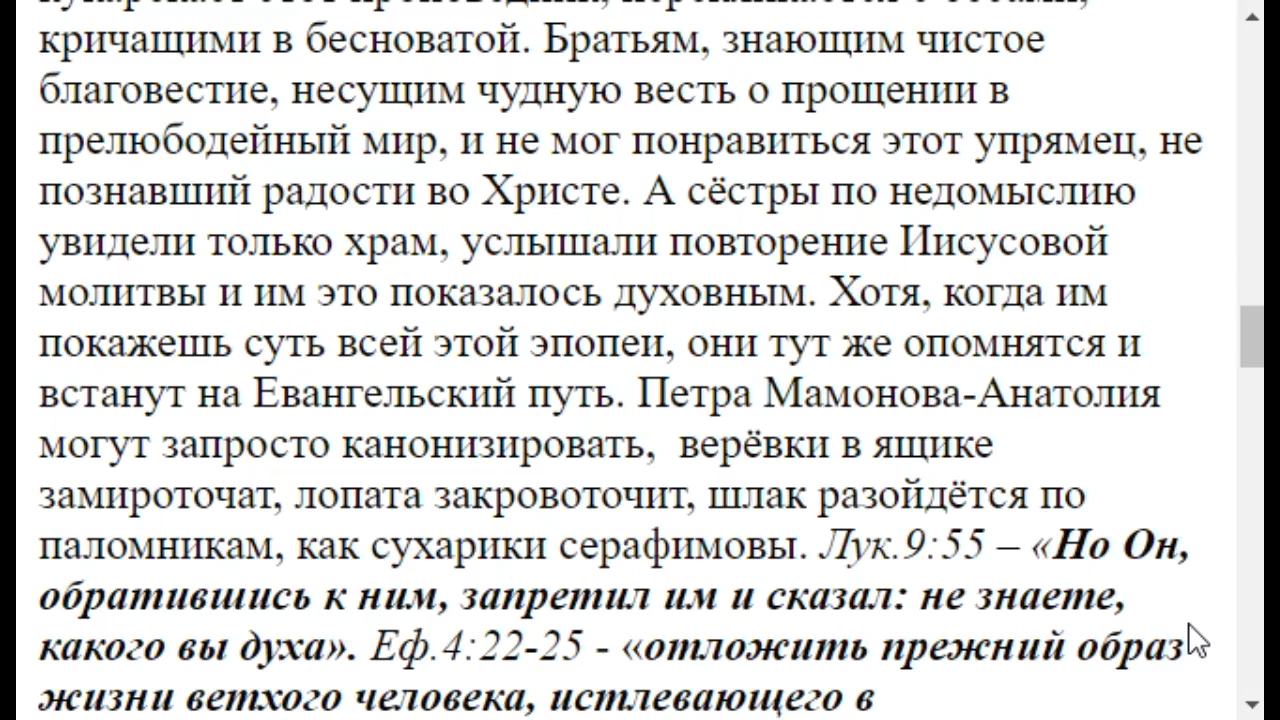 кричащими в бесноватой. Братьям, знающим чистое
благовестие, несущим чудную весть о прощении в
прелюбодейный мир, и не мог понравиться этот упрямец, не
познавший радости во Христе. А сёстры по недомыслию
увидели только храм, услышали повторение Иисусовой
молитвы и им это показалось духовным. Хотя, когда им
покажешь суть всей этой эпопеи, они тут же опомнятся и
встанут на Евангельский путь. Петра Мамонова-Анатолия
могут запросто канонизировать,  верёвки в ящике
замироточат, лопата закровоточит, шлак разойдётся по
паломникам, как сухарики серафимовы. Лук.9:55 – «Но Он,
обратившись к ним, запретил им и сказал: не знаете,
какого вы духа». Еф.4:22-25 - «отложить прежний образ
жизни ветхого человека, истлевающего в